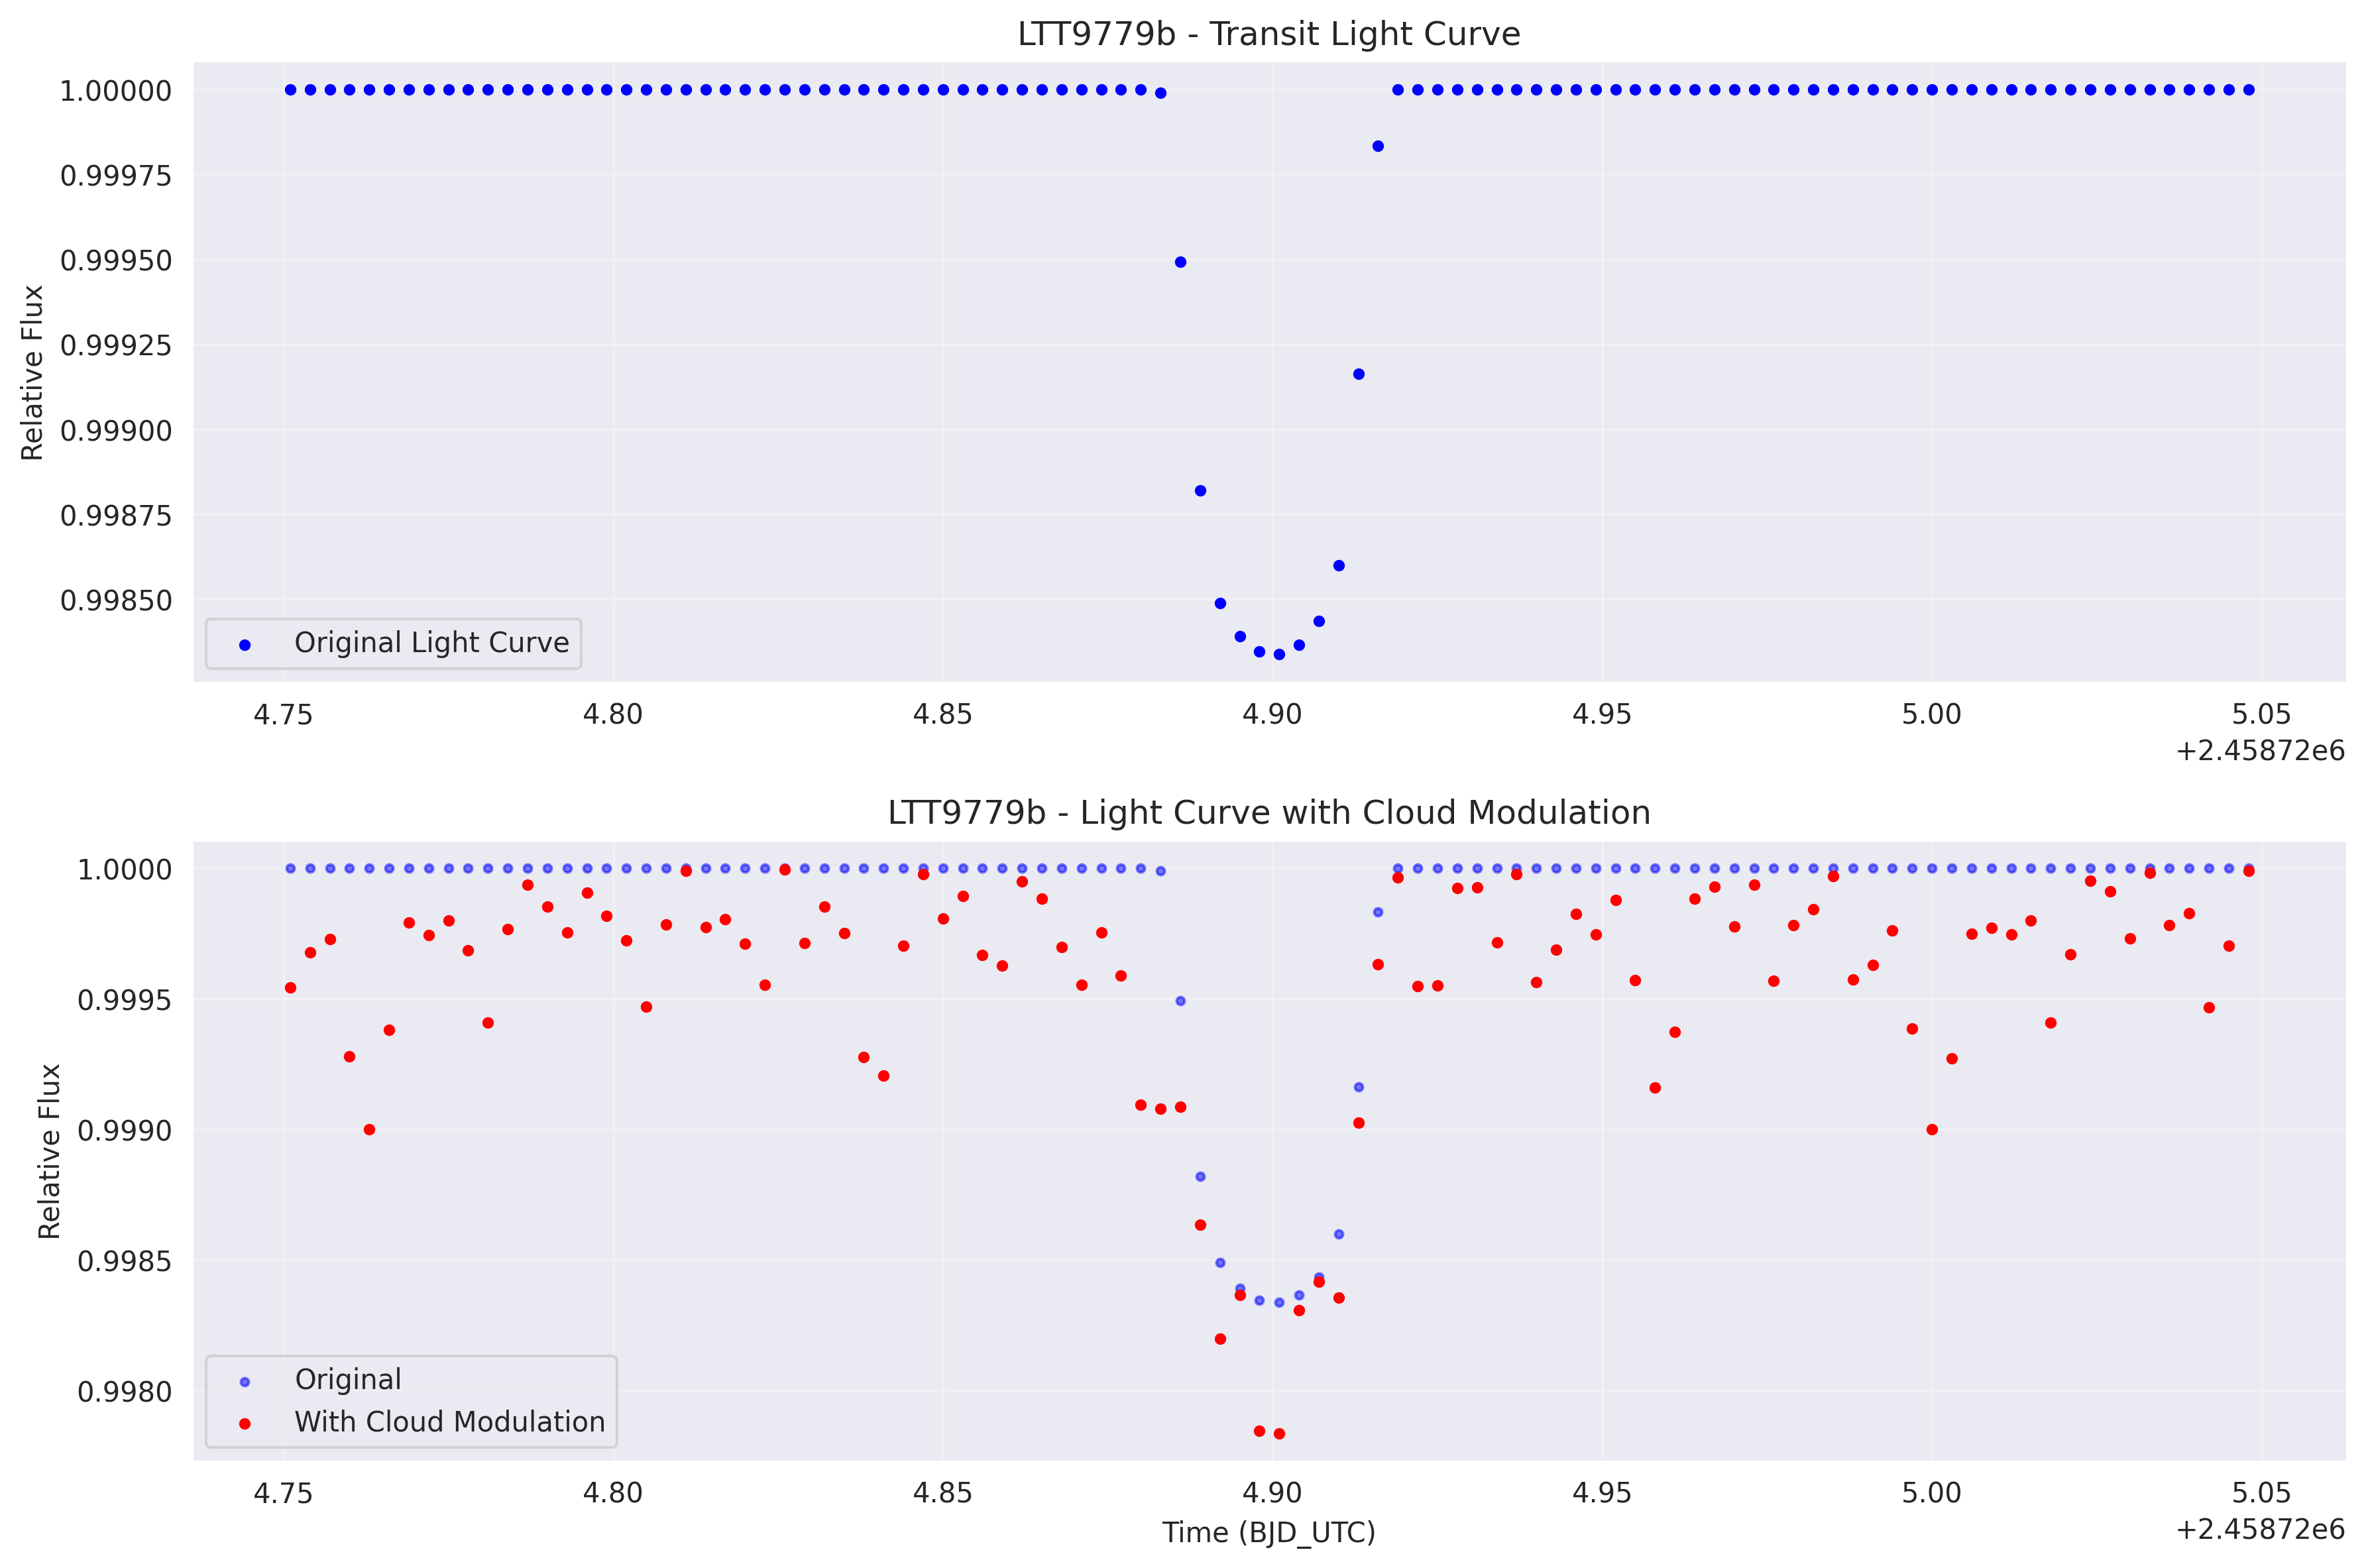 LTT9779b - Transit Light Curve
Relative Flux
1.00000
0.99975
0.99950
0.99925
0.99900
0.99875
0.99850
Original Light Curve
4.75 4.80 4.85 4.90 4.95 5.00 5.05
+2.45872e6
LTT9779b - Light Curve with Cloud Modulation
Relative Flux
1.0000
0.9995
0.9990
0.9985
0.9980
Original
With Cloud Modulation
4.75 4.80 4.85 4.90 4.95 5.00 5.05
Time (BJD_UTC)
+2.45872e6